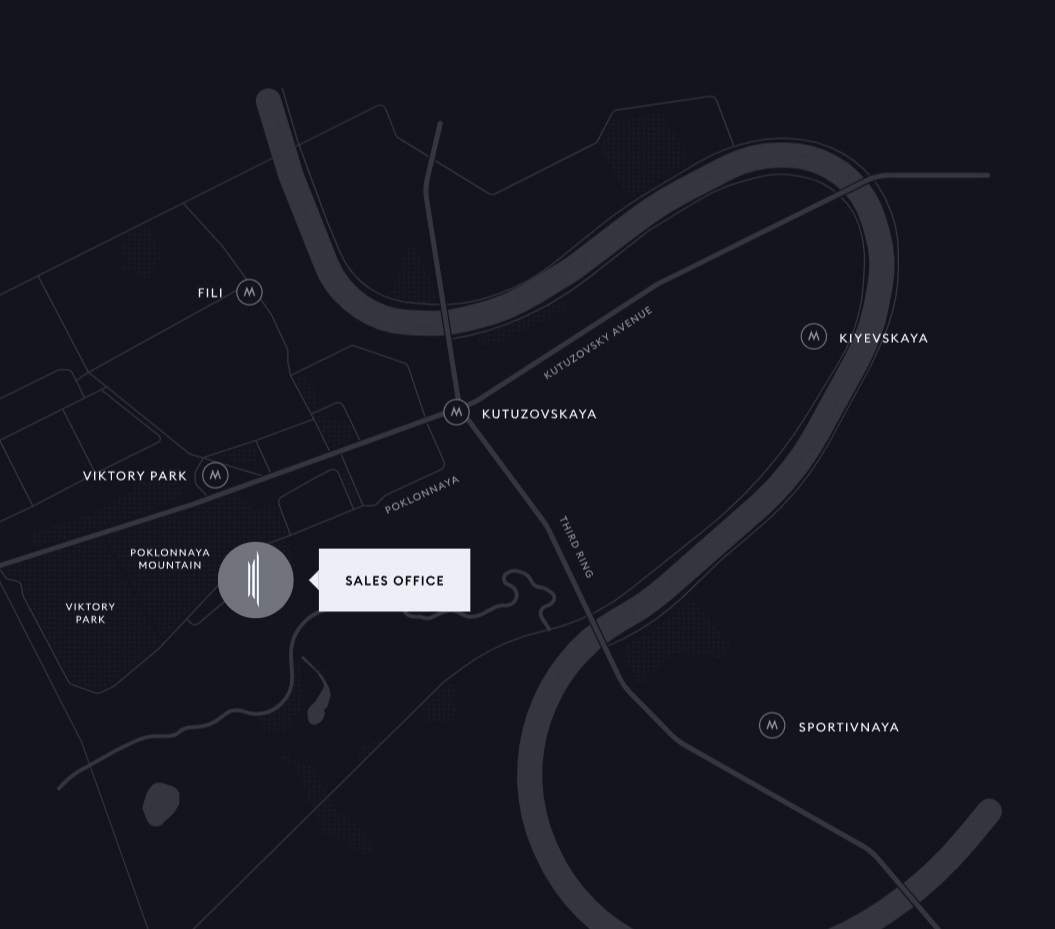 FILI
KUTUZOVSKY AVENUE
KIYEVSKAYA
KUTUZOVSKAYA
VIKTORY PARK
POKLONNAYA
THIRD RING
POKLONNAYA
MOUNTAIN
SALES OFFICE
VIKTORY
PARK
SPORTIVNAYA